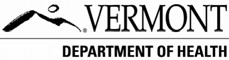 VERMONT
DEPARTMENT OF HEALTH